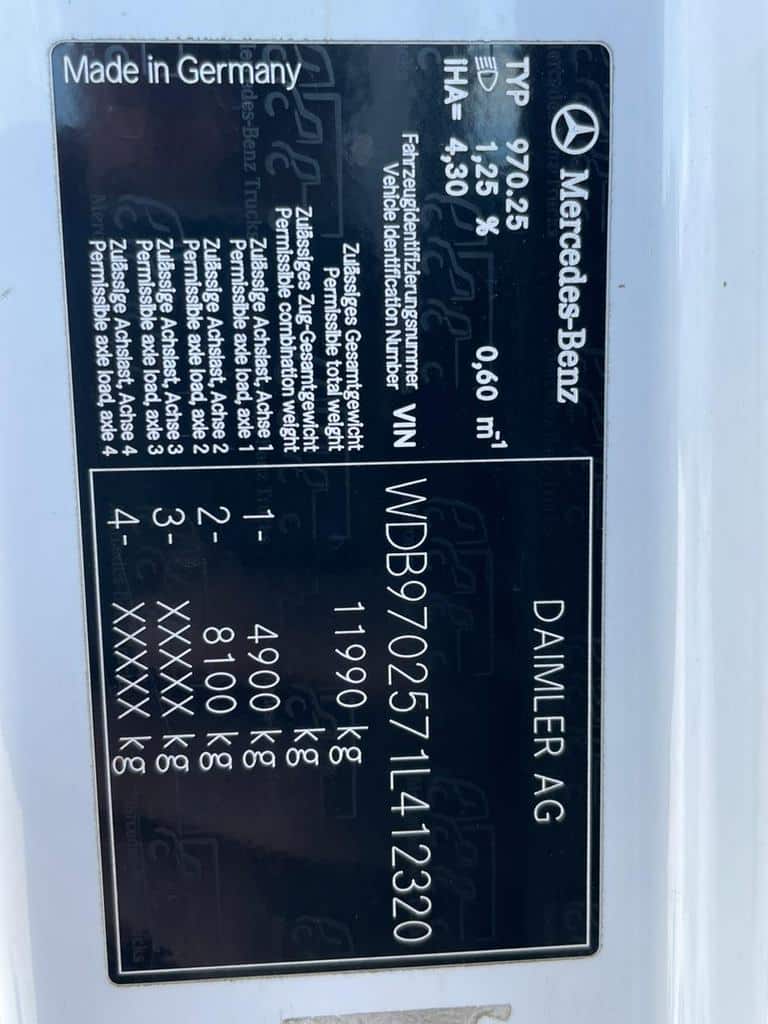 Mercedes-Benz
DAIMLER AG
TYP 970.25
1,25 % 0,60 m⁻¹
IHA= 4,30
Fahrzeugidentifizierungsnummer
Vehicle Identification Number VIN WDB9702571L412320
Zulässiges Gesamtgewicht
Permissible total weight 11990 kg
Zulässiges Zug-Gesamtgewicht
Permissible combination weight kg
Zulässige Achslast, Achse 1
Permissible axle load, axle 1 1- 4900 kg
Zulässige Achslast, Achse 2
Permissible axle load, axle 2 2- 8100 kg
Zulässige Achslast, Achse 3
Permissible axle load, axle 3 3- XXXXX kg
Zulässige Achslast, Achse 4
Permissible axle load, axle 4 4- XXXXX kg
Made in Germany